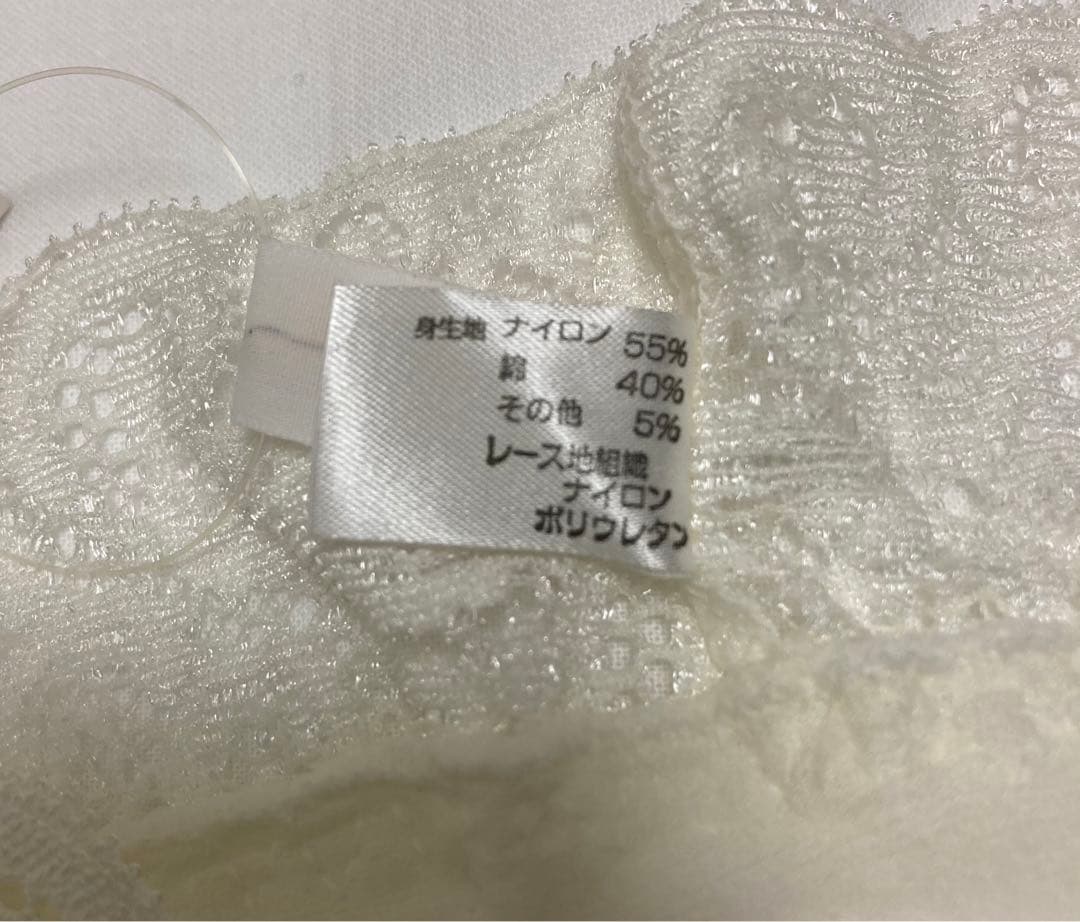 身生地 ナイロン 55%
綿 40%
その他 5%
レース地組織
ナイロン
ポリウレタン